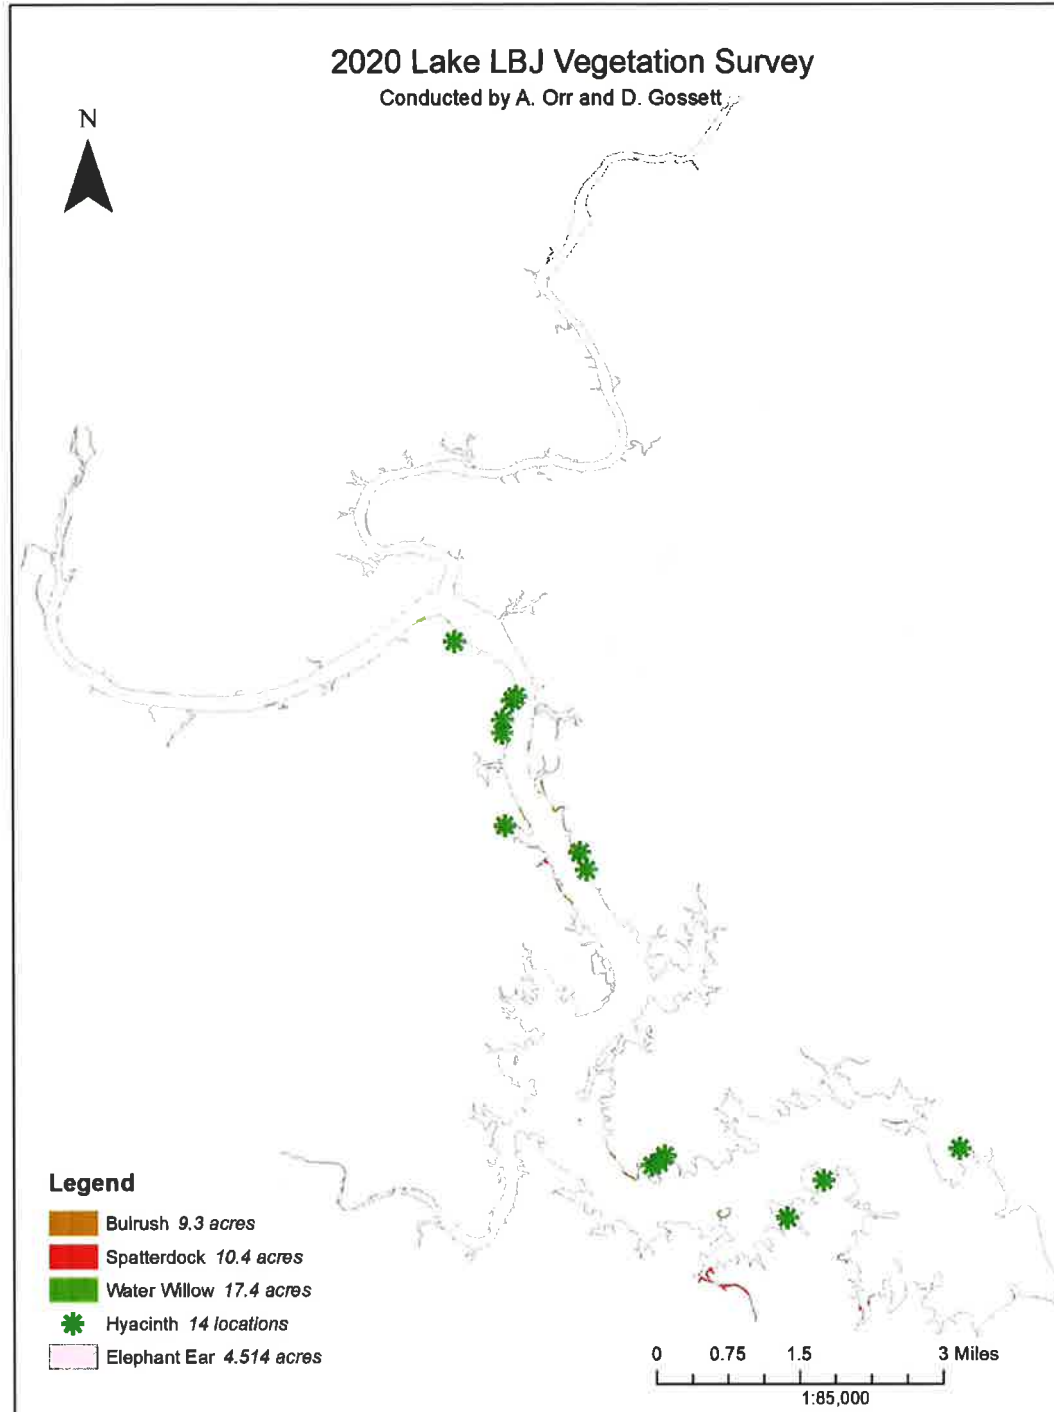 2020 Lake LBJ Vegetation Survey
Conducted by A. Orr and D. Gossett
N
Legend
Bulrush 9.3 acres
Spatterdock 10.4 acres
Water Willow 17.4 acres
Hyacinth 14 locations
Elephant Ear 4.514 acres
0 0.75 1.5 3 Miles
1:85,000